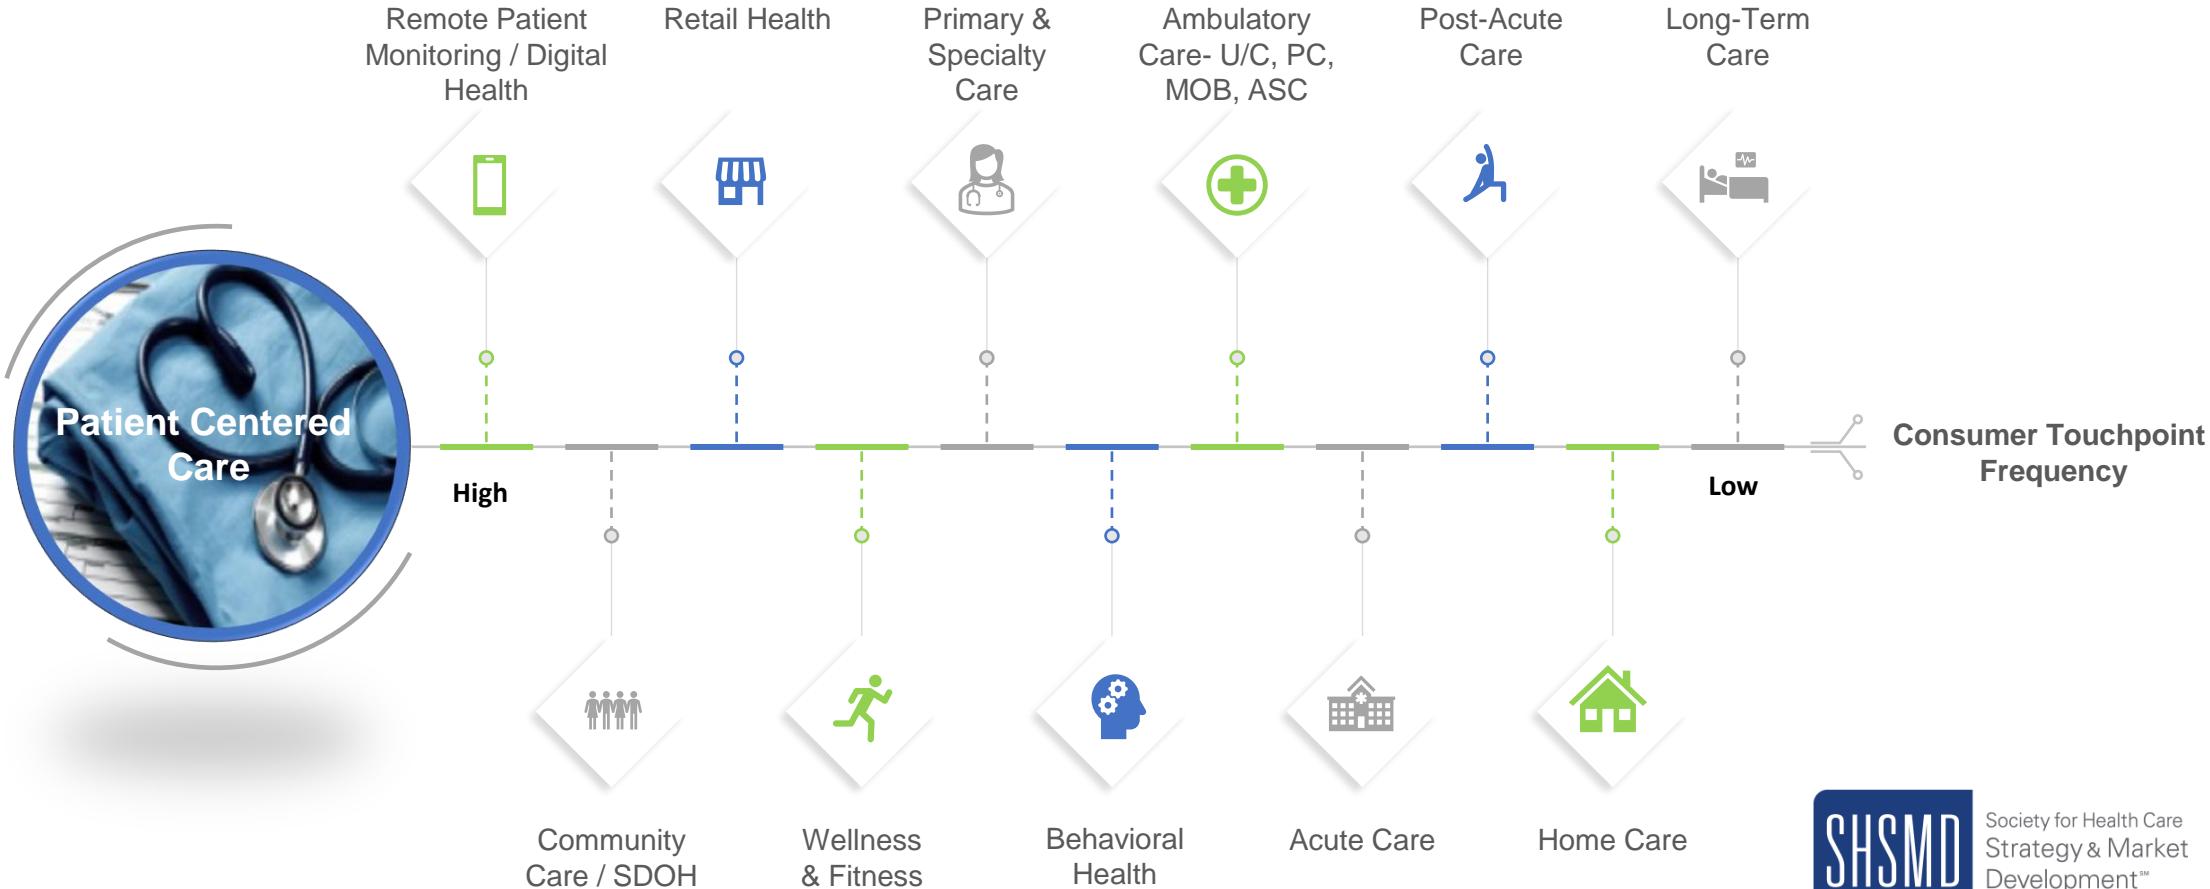 Remote Patient
Monitoring / Digital
Health
Retail Health
Primary &
Specialty
Care
Ambulatory
Care- U/C, PC,
MOB, ASC
Post-Acute
Care
Long-Term
Care
Patient Centered
Care
High
Low
Consumer Touchpoint
Frequency
Community
Care / SDOH
Wellness
& Fitness
Behavioral
Health
Acute Care
Home Care
SHSMD
Society for Health Care
Strategy & Market
Development℠